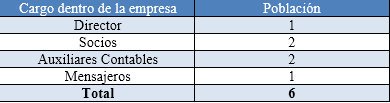 Cargo dentro de la empresa Población
Director 1
Socios 2
Auxiliares Contables 2
Mensajeros 1
Total 6